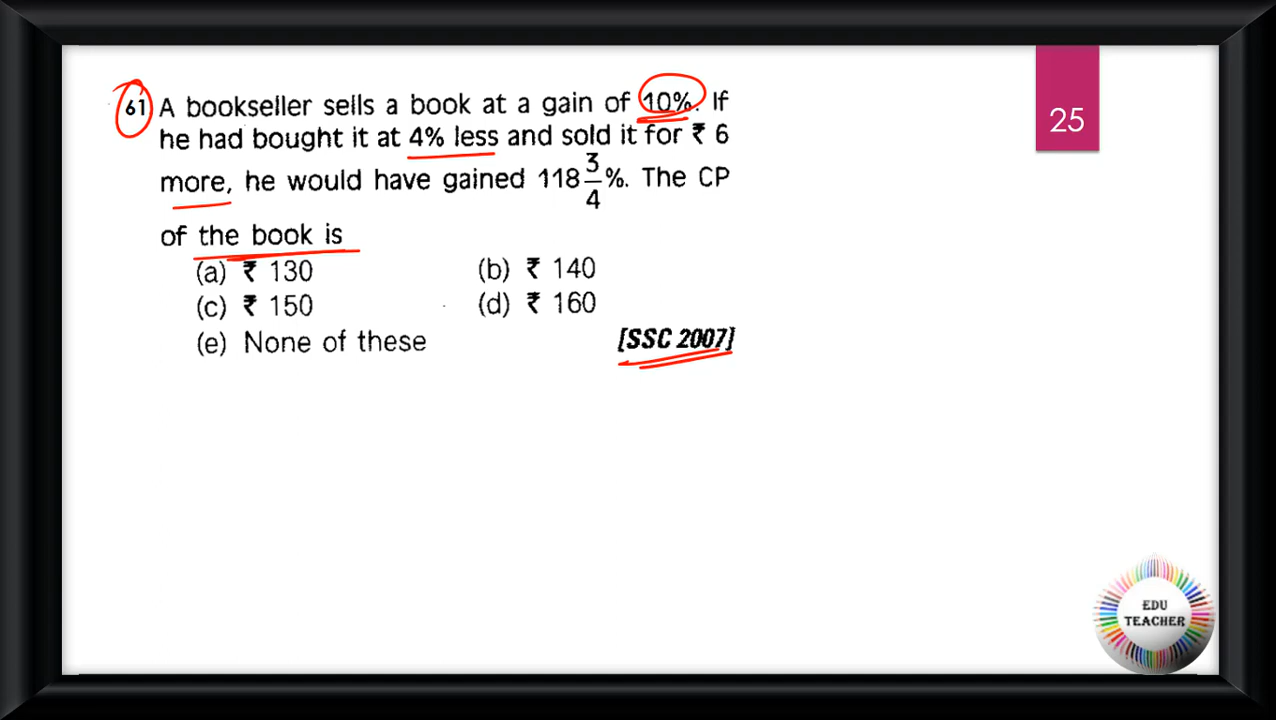 25
61 A bookseller sells a book at a gain of 10%. If
he had bought it at 4% less and sold it for ₹ 6
more, he would have gained 118 3/4 %. The CP
of the book is
(a) ₹ 130 (b) ₹ 140
(c) ₹ 150 (d) ₹ 160
(e) None of these [SSC 2007]
EDU
TEACHER